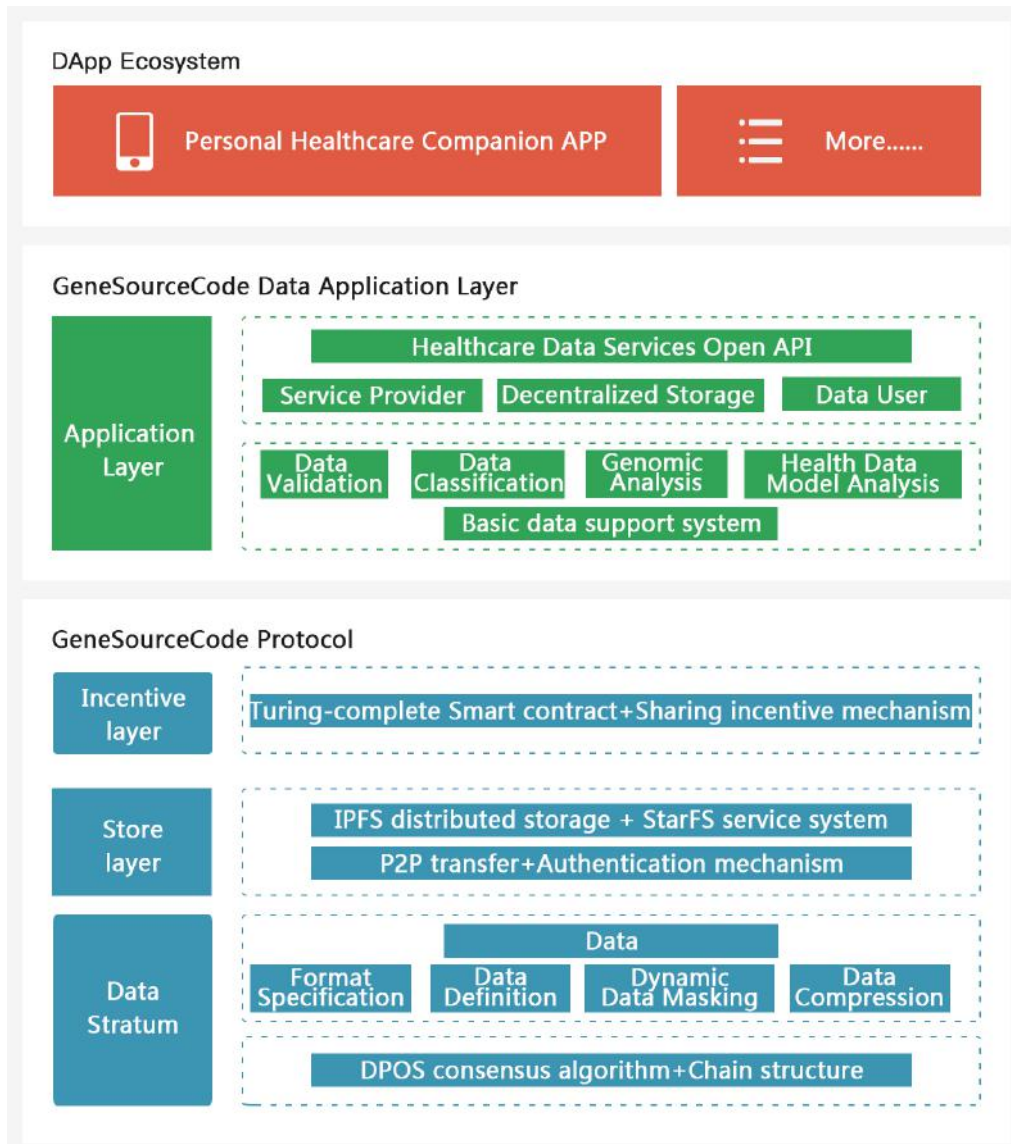 DApp Ecosystem
Personal Healthcare Companion APP
More......
GeneSourceCode Data Application Layer
Application
Layer
Healthcare Data Services Open API
Service Provider
Decentralized Storage
Data User
Data
Validation
Data
Classification
Genomic
Analysis
Health Data
Model Analysis
Basic data support system
GeneSourceCode Protocol
Incentive
layer
Turing-complete Smart contract+Sharing incentive mechanism
Store
layer
IPFS distributed storage + StarFS service system
P2P transfer+Authentication mechanism
Data
Stratum
Data
Format
Specification
Data
Definition
Dynamic
Data Masking
Data
Compression
DPOS consensus algorithm+Chain structure